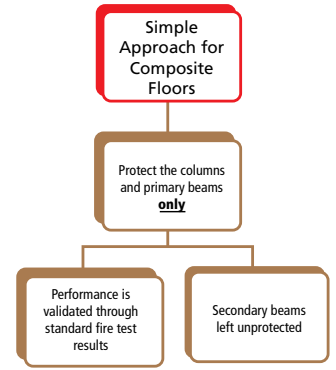 Simple
Approach for
Composite
Floors
Protect the columns
and primary beams
only
Performance is
validated through
standard fire test
results
Secondary beams
left unprotected